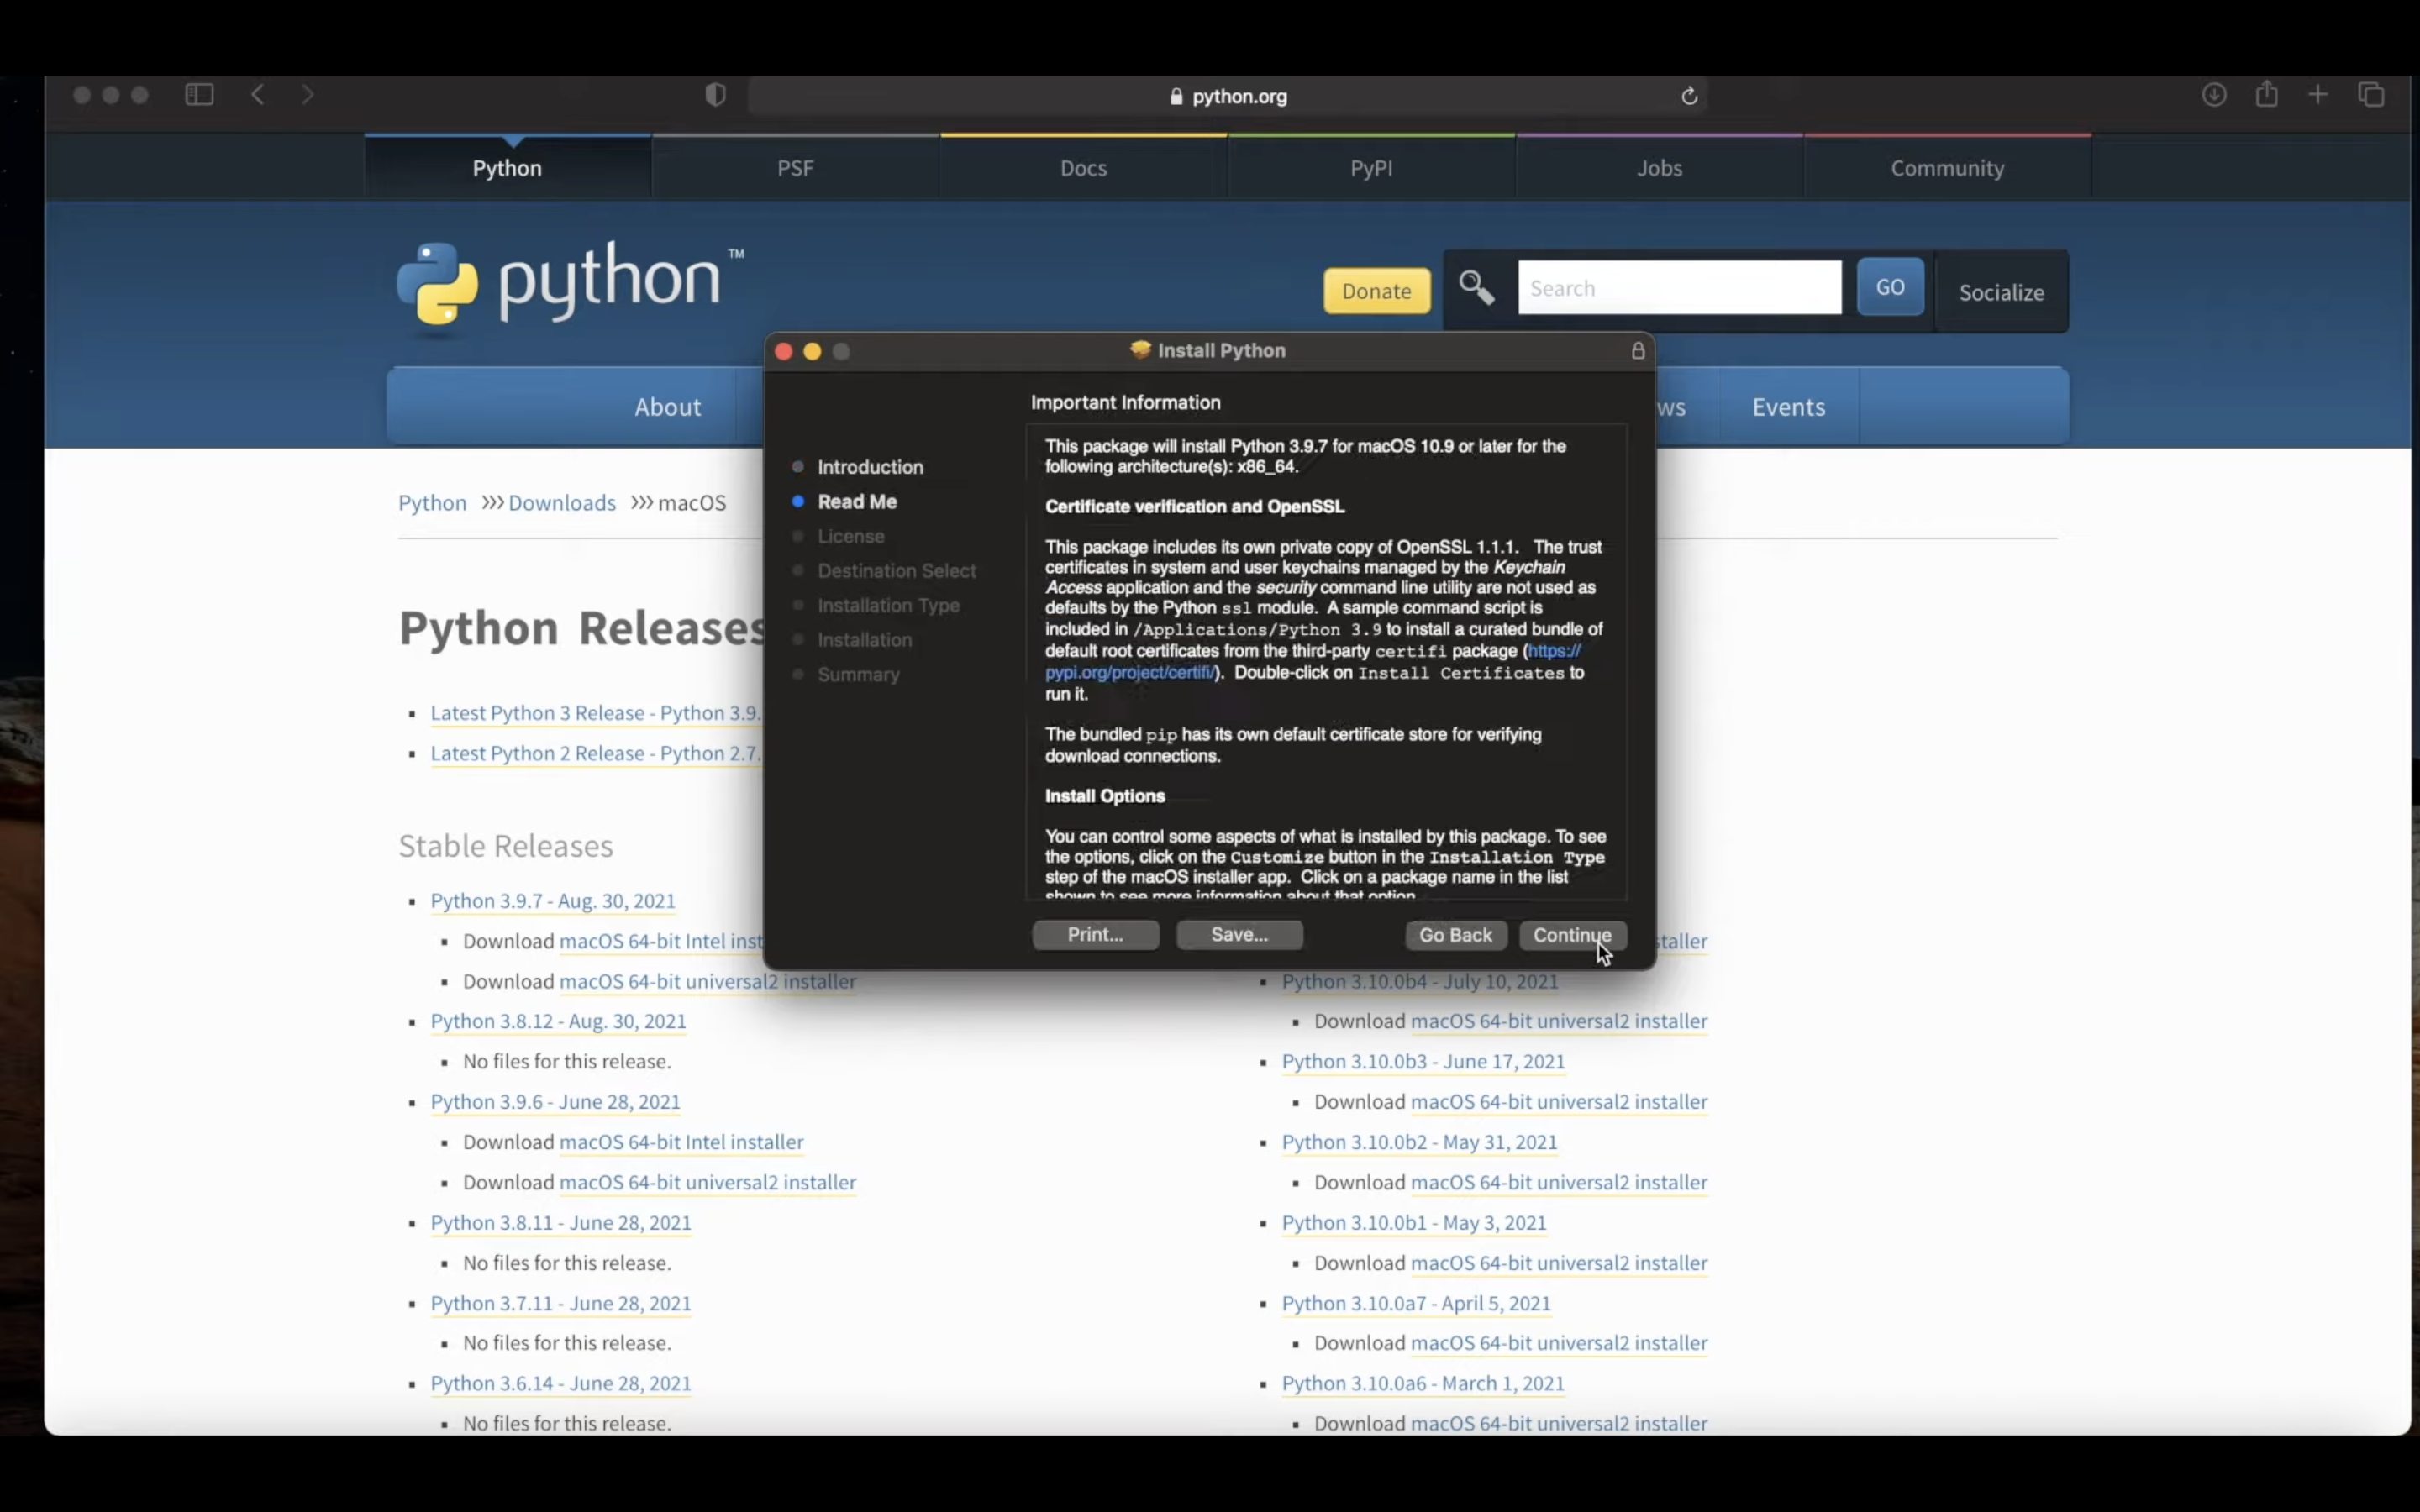 python.org
Python
PSF
Docs
PyPI
Jobs
Community
python™
Donate
Search
GO
Socialize
About
Events
Python >>> Downloads >>> macOS
Python Releases
Latest Python 3 Release - Python 3.9.
Latest Python 2 Release - Python 2.7.
Stable Releases
Python 3.9.7 - Aug. 30, 2021
Download macOS 64-bit Intel inst
Download macOS 64-bit universal2 installer
Python 3.8.12 - Aug. 30, 2021
No files for this release.
Python 3.9.6 - June 28, 2021
Download macOS 64-bit Intel installer
Download macOS 64-bit universal2 installer
Python 3.8.11 - June 28, 2021
No files for this release.
Python 3.7.11 - June 28, 2021
No files for this release.
Python 3.6.14 - June 28, 2021
No files for this release.
Install Python
Introduction
Read Me
License
Destination Select
Installation Type
Installation
Summary
Important Information
This package will install Python 3.9.7 for macOS 10.9 or later for the
following architecture(s): x86_64.
Certificate verification and OpenSSL
This package includes its own private copy of OpenSSL 1.1.1. The trust
certificates in system and user keychains managed by the Keychain
Access application and the security command line utility are not used as
defaults by the Python ssl module. A sample command script is
included in /Applications/Python 3.9 to install a curated bundle of
default root certificates from the third-party certifi package (https://
pypi.org/project/certifi/). Double-click on Install Certificates to
run it.
The bundled pip has its own default certificate store for verifying
download connections.
Install Options
You can control some aspects of what is installed by this package. To see
the options, click on the Customize button in the Installation Type
step of the macOS installer app. Click on a package name in the list
shown to see more information about that option
Print...
Save...
Go Back
Continue
ws
staller
Python 3.10.0b4 - July 10, 2021
Download macOS 64-bit universal2 installer
Python 3.10.0b3 - June 17, 2021
Download macOS 64-bit universal2 installer
Python 3.10.0b2 - May 31, 2021
Download macOS 64-bit universal2 installer
Python 3.10.0b1 - May 3, 2021
Download macOS 64-bit universal2 installer
Python 3.10.0a7 - April 5, 2021
Download macOS 64-bit universal2 installer
Python 3.10.0a6 - March 1, 2021
Download macOS 64-bit universal2 installer